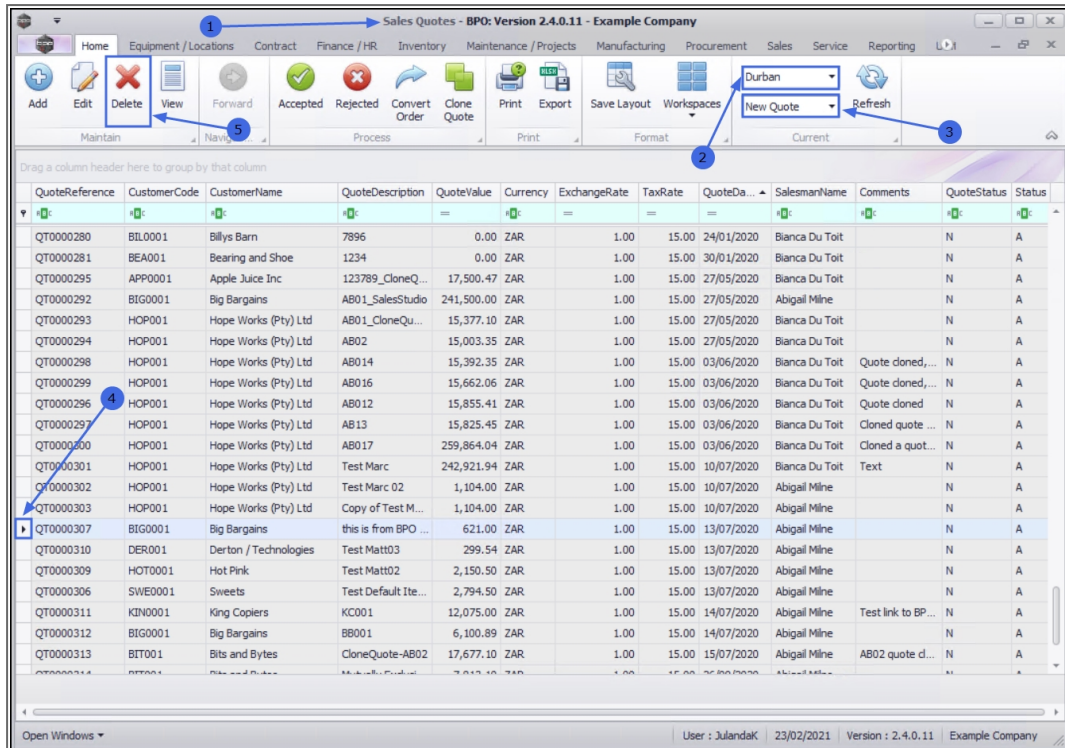 Sales Quotes - BPO: Version 2.4.0.11 - Example Company
1
Home Equipment / Locations Contract Finance / HR Inventory Maintenance / Projects Manufacturing Procurement Sales Service Reporting
Add Edit Delete View Forward Accepted Rejected Convert Order Clone Quote Print Export Save Layout Workspaces Durban New Quote Refresh
5 2 3
Maintain Process Print Format Current
Drag a column header here to group by that column
QuoteReference CustomerCode CustomerName QuoteDescription QuoteValue Currency ExchangeRate TaxRate QuoteDa... SalesmanName Comments QuoteStatus Status
QT0000280 BIL0001 Billys Barn 7896 0.00 ZAR 1.00 15.00 24/01/2020 Bianca Du Toit N A
QT0000281 BEA001 Bearing and Shoe 1234 0.00 ZAR 1.00 15.00 30/01/2020 Bianca Du Toit N A
QT0000295 APP0001 Apple Juice Inc 123789_CloneQ... 17,500.47 ZAR 1.00 15.00 27/05/2020 Bianca Du Toit N A
QT0000292 BIG0001 Big Bargains AB01_SalesStudio 241,500.00 ZAR 1.00 15.00 27/05/2020 Abigail Milne N A
QT0000293 HOP001 Hope Works (Pty) Ltd AB01_CloneQu... 15,377.10 ZAR 1.00 15.00 27/05/2020 Bianca Du Toit N A
QT0000294 HOP001 Hope Works (Pty) Ltd AB02 15,003.35 ZAR 1.00 15.00 27/05/2020 Bianca Du Toit N A
QT0000298 HOP001 Hope Works (Pty) Ltd AB014 15,392.35 ZAR 1.00 15.00 03/06/2020 Bianca Du Toit Quote cloned,... N A
QT0000299 HOP001 Hope Works (Pty) Ltd AB016 15,662.06 ZAR 1.00 15.00 03/06/2020 Bianca Du Toit Quote cloned,... N A
QT0000296 HOP001 Hope Works (Pty) Ltd AB012 15,855.41 ZAR 1.00 15.00 03/06/2020 Bianca Du Toit Quote cloned N A
4
QT0000297 HOP001 Hope Works (Pty) Ltd AB13 15,825.45 ZAR 1.00 15.00 03/06/2020 Bianca Du Toit Cloned quote ... N A
QT0000300 HOP001 Hope Works (Pty) Ltd AB017 259,864.04 ZAR 1.00 15.00 03/06/2020 Bianca Du Toit Cloned a quot... N A
QT0000301 HOP001 Hope Works (Pty) Ltd Test Marc 242,921.94 ZAR 1.00 15.00 10/07/2020 Bianca Du Toit Text N A
QT0000302 HOP001 Hope Works (Pty) Ltd Test Marc 02 1,104.00 ZAR 1.00 15.00 10/07/2020 Abigail Milne N A
QT0000303 HOP001 Hope Works (Pty) Ltd Copy of Test M... 1,104.00 ZAR 1.00 15.00 10/07/2020 Abigail Milne N A
QT0000307 BIG0001 Big Bargains this is from BPO ... 621.00 ZAR 1.00 15.00 13/07/2020 Abigail Milne N A
QT0000310 DER001 Derton / Technologies Test Matt03 299.54 ZAR 1.00 15.00 13/07/2020 Abigail Milne N A
QT0000309 HOT0001 Hot Pink Test Matt02 2,150.50 ZAR 1.00 15.00 13/07/2020 Abigail Milne N A
QT0000306 SWE0001 Sweets Test Default Ite... 2,794.50 ZAR 1.00 15.00 13/07/2020 Abigail Milne N A
QT0000311 KIN0001 King Copiers KC001 12,075.00 ZAR 1.00 15.00 14/07/2020 Abigail Milne Test link to BP... N A
QT0000312 BIG0001 Big Bargains BB001 6,100.89 ZAR 1.00 15.00 14/07/2020 Abigail Milne N A
QT0000313 BIT001 Bits and Bytes CloneQuote-AB02 17,677.10 ZAR 1.00 15.00 15/07/2020 Abigail Milne AB02 quote cl... N A
Open Windows User : JulandaK 23/02/2021 Version : 2.4.0.11 Example Company